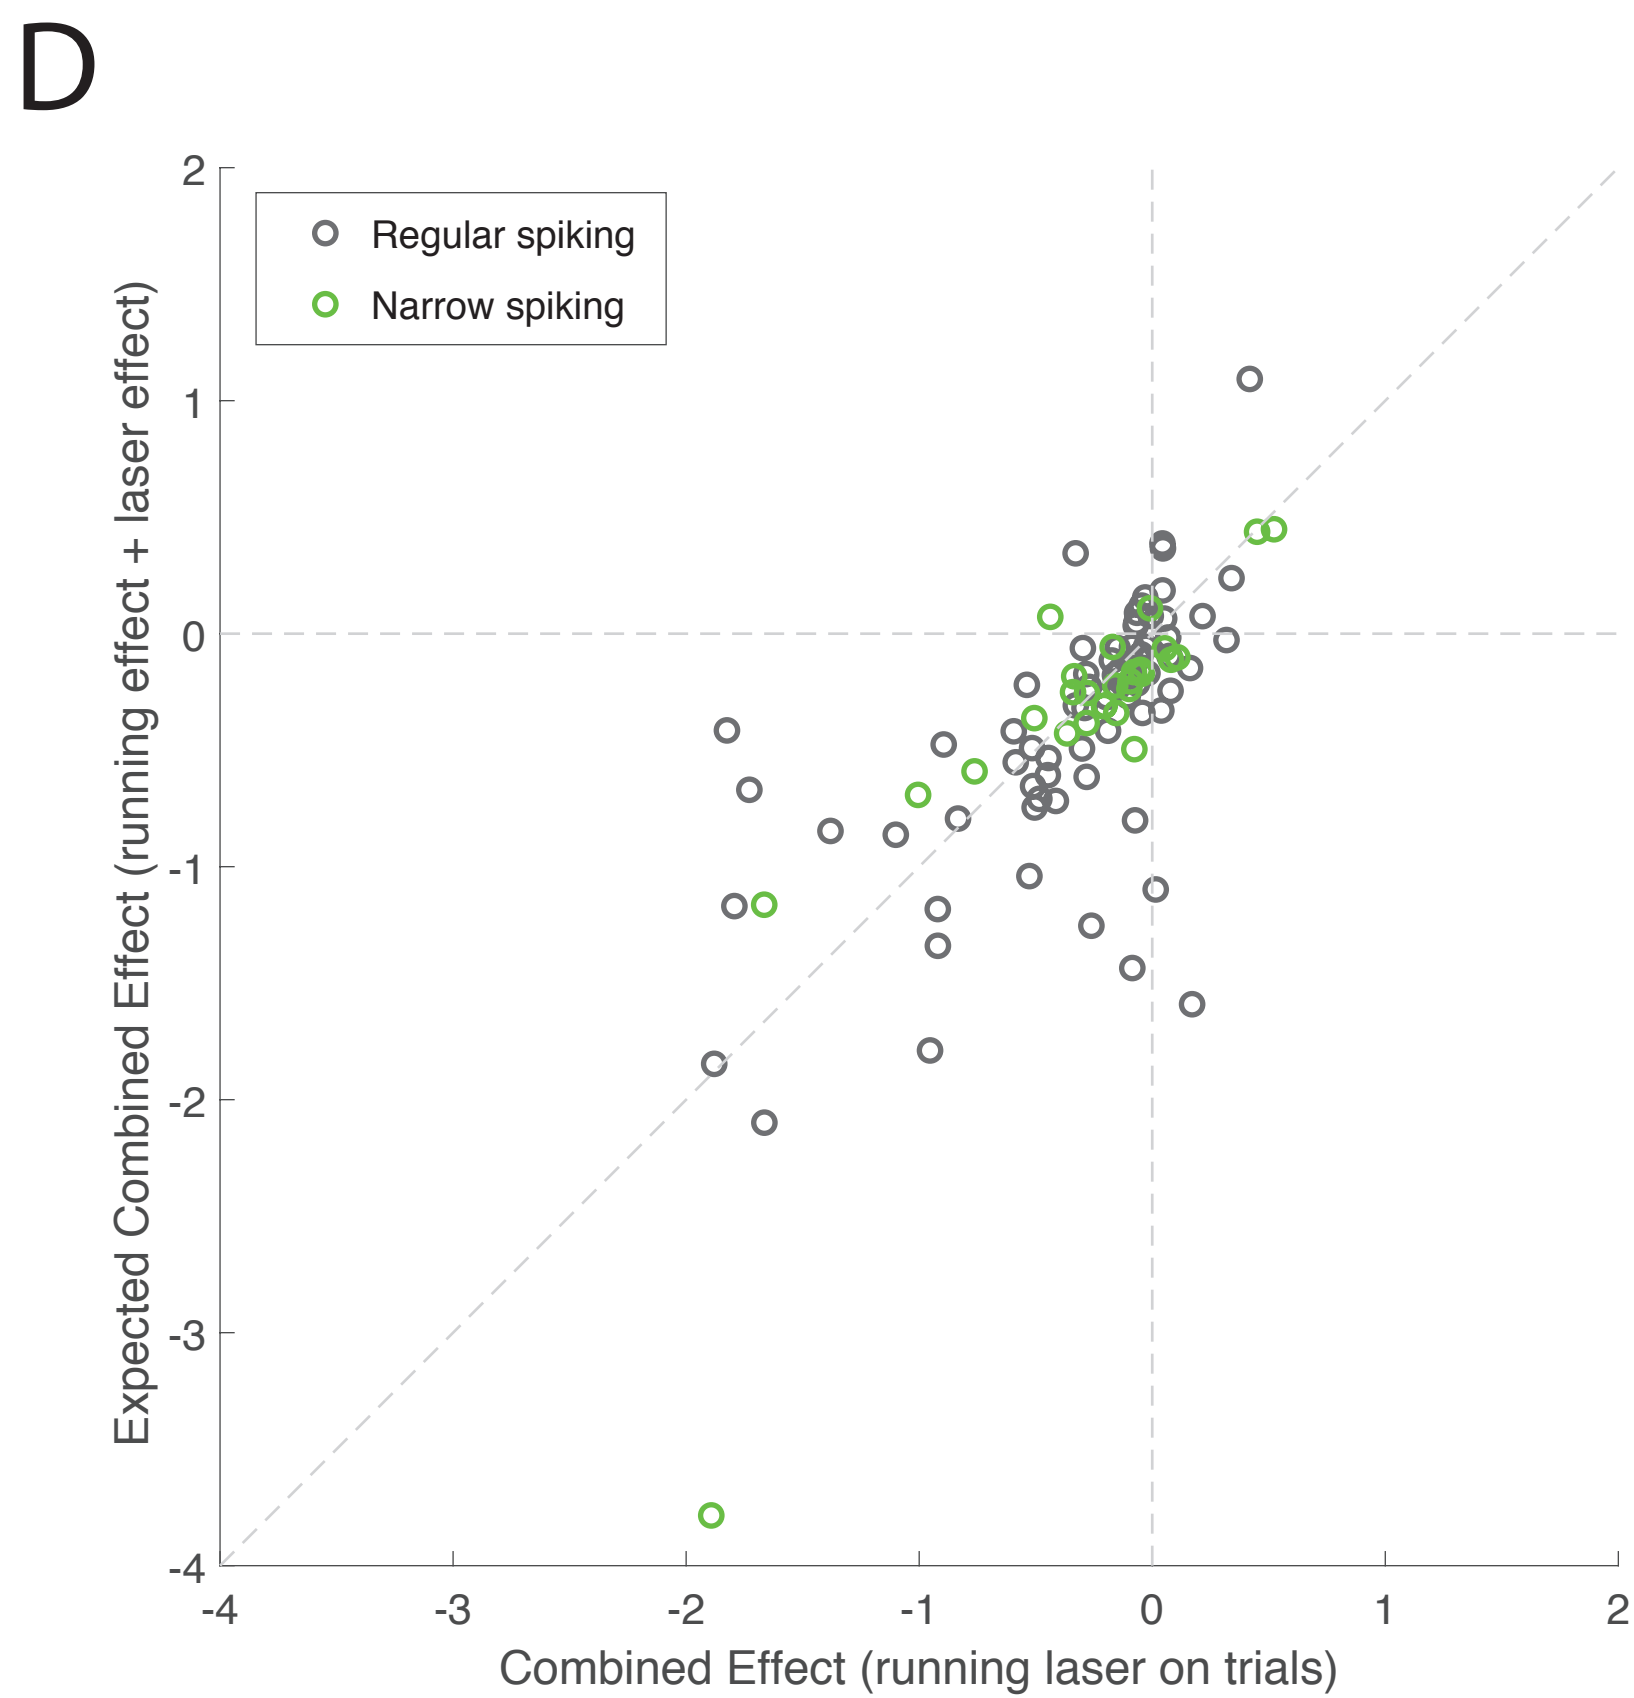 D
2
1
0
-1
-2
-3
-4
Expected Combined Effect (running effect + laser effect)
Regular spiking
Narrow spiking
-4 -3 -2 -1 0 1 2
Combined Effect (running laser on trials)